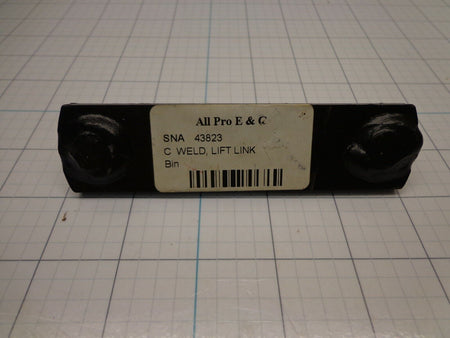 All Pro E & G
SNA 43823
C WELD, LIFT LINK
Bin